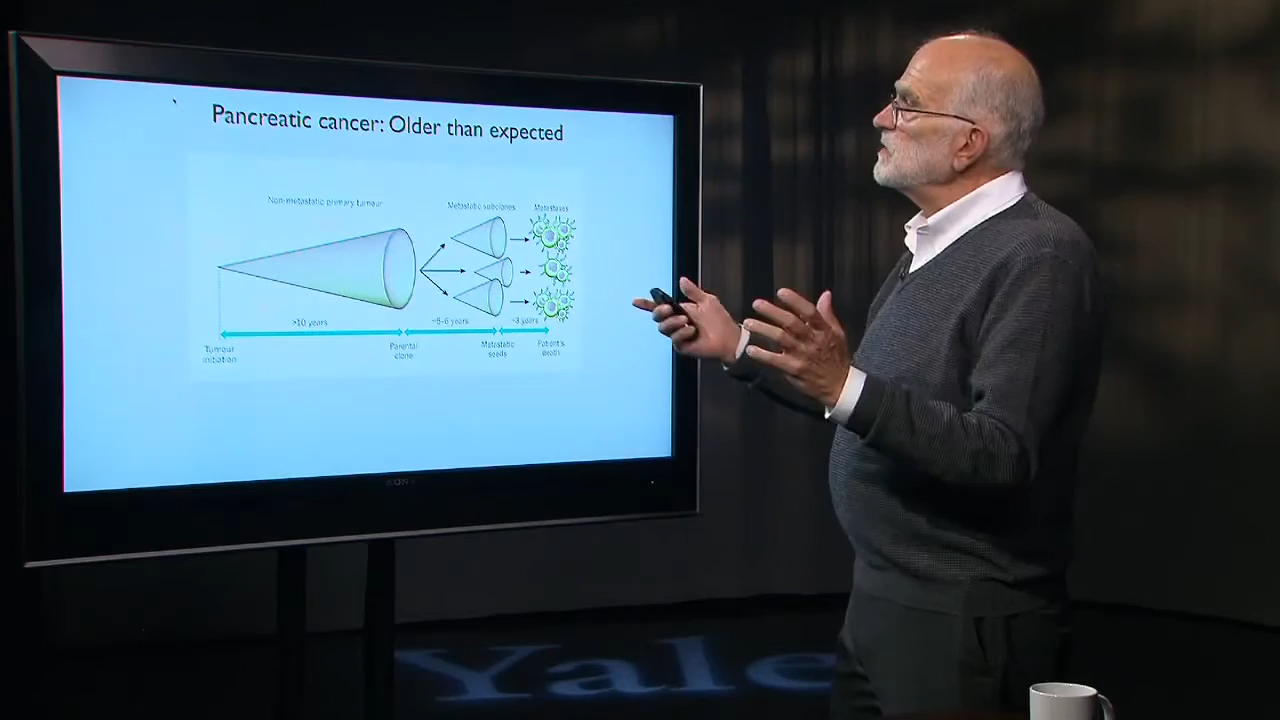 Pancreatic cancer: Older than expected
Non-metastatic primary tumour
Metastatic subclones
Metastases
>10 years
~5-6 years
~3 years
Tumour
initiation
Parental
clone
Metastatic
seeds
Patient's
death
Yale